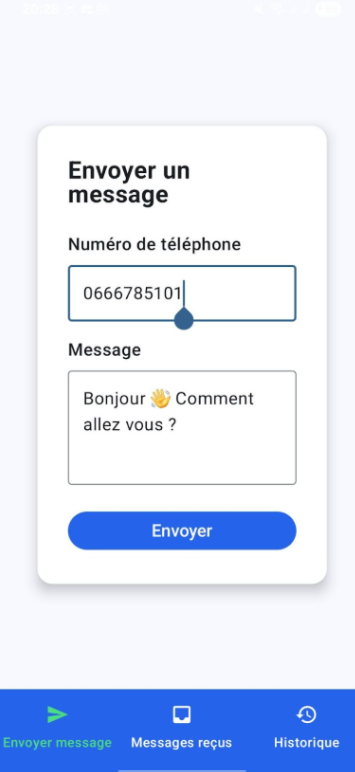 Envoyer un
message
Numéro de téléphone
0666785101
Message
Bonjour 👋 Comment
allez vous ?
Envoyer
Envoyer message
Messages reçus
Historique